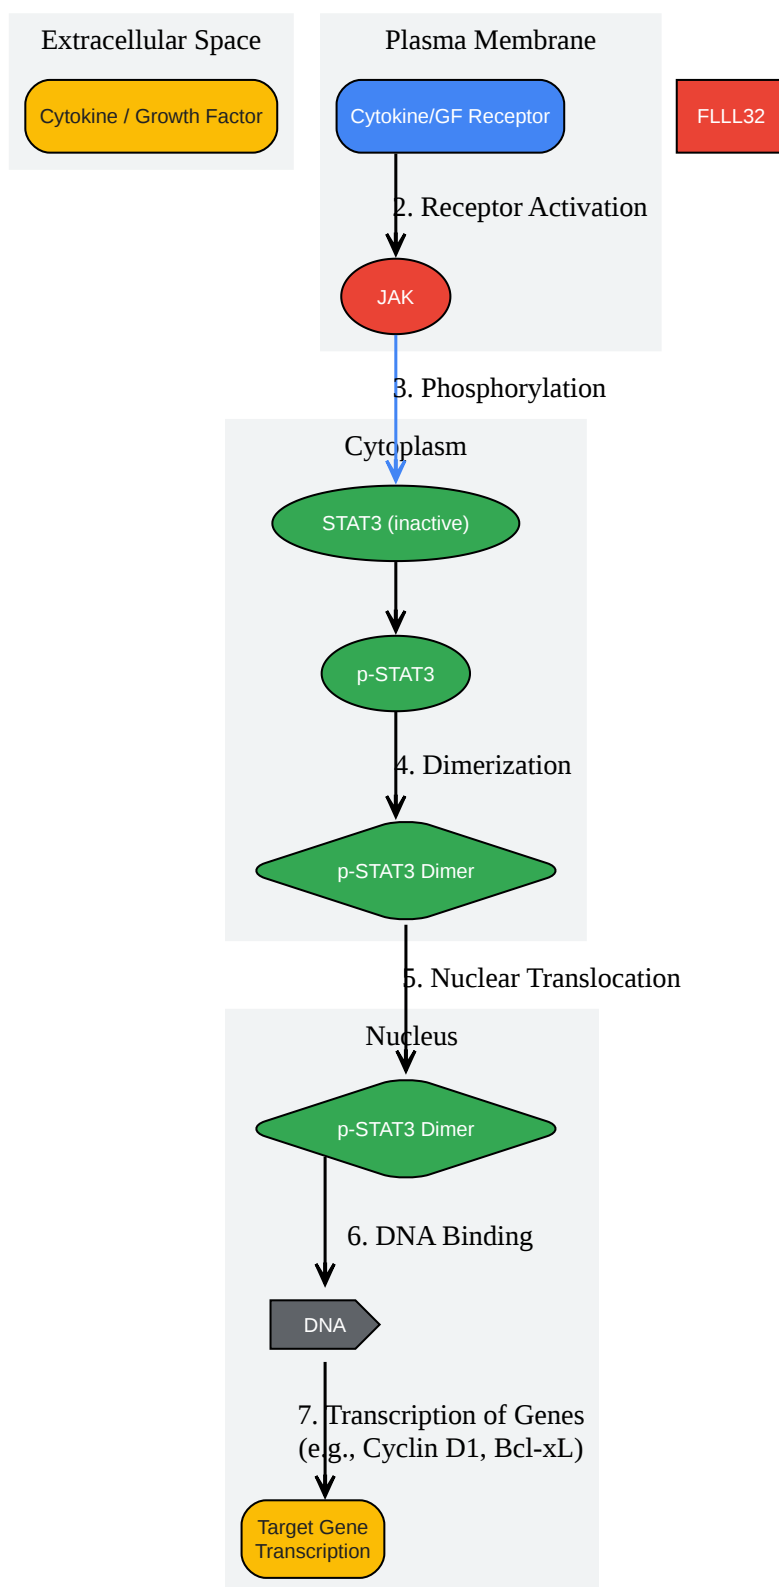 Extracellular Space
Plasma Membrane
Cytokine / Growth Factor
Cytokine/GF Receptor
FLLL32
2. Receptor Activation
JAK
3. Phosphorylation
Cytoplasm
STAT3 (inactive)
p-STAT3
4. Dimerization
p-STAT3 Dimer
5. Nuclear Translocation
Nucleus
p-STAT3 Dimer
6. DNA Binding
DNA
7. Transcription of Genes
(e.g., Cyclin D1, Bcl-xL)
Target Gene
Transcription